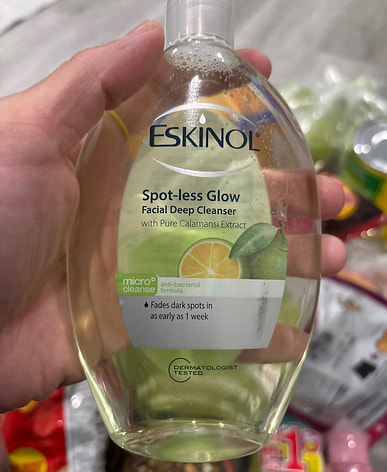 ESKINOL
Spot-less Glow
Facial Deep Cleanser
with Pure Calamansi Extract
micro
cleanse
anti-bacterial
formula
Fades dark spots in
as early as 1 week
DERMATOLOGIST
TESTED